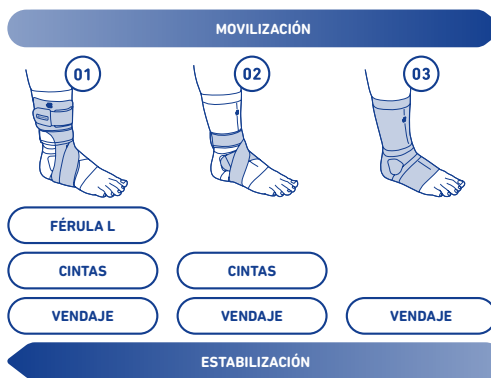 MOVILIZACIÓN
01
02
03
FÉRULA L
CINTAS
CINTAS
VENDAJE
VENDAJE
VENDAJE
ESTABILIZACIÓN